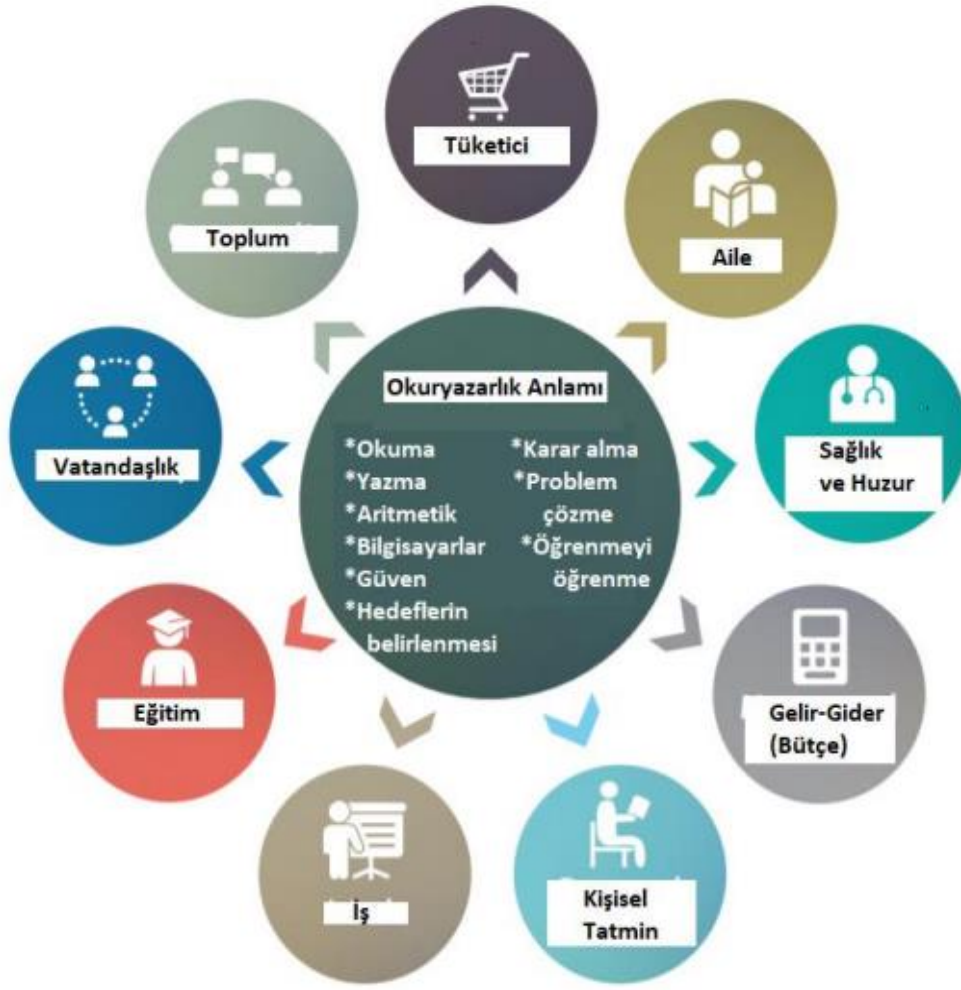 Tüketici
Toplum
Aile
Vatandaşlık
Sağlık
ve Huzur
Okuryazarlık Anlamı
*Okuma
*Yazma
*Aritmetik
*Bilgisayarlar
*Güven
*Hedeflerin
belirlenmesi
*Karar alma
*Problem
çözme
*Öğrenmeyi
öğrenme
Eğitim
Gelir-Gider
(Bütçe)
İş
Kişisel
Tatmin